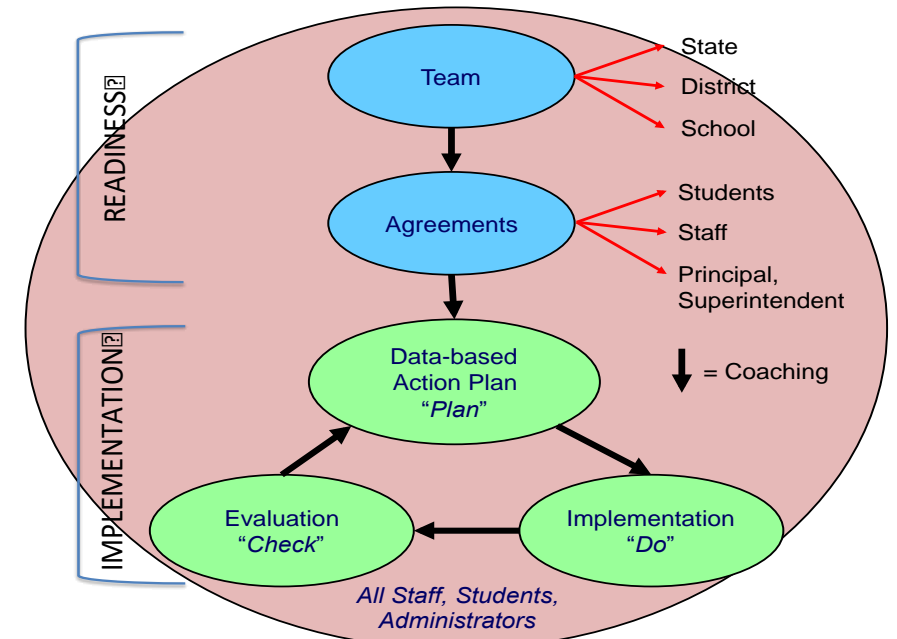 READINESS
Team
State
District
School
Agreements
Students
Staff
Principal,
Superintendent
IMPLEMENTATION
Data-based
Action Plan
“Plan”
= Coaching
Evaluation
“Check”
Implementation
“Do”
All Staff, Students,
Administrators